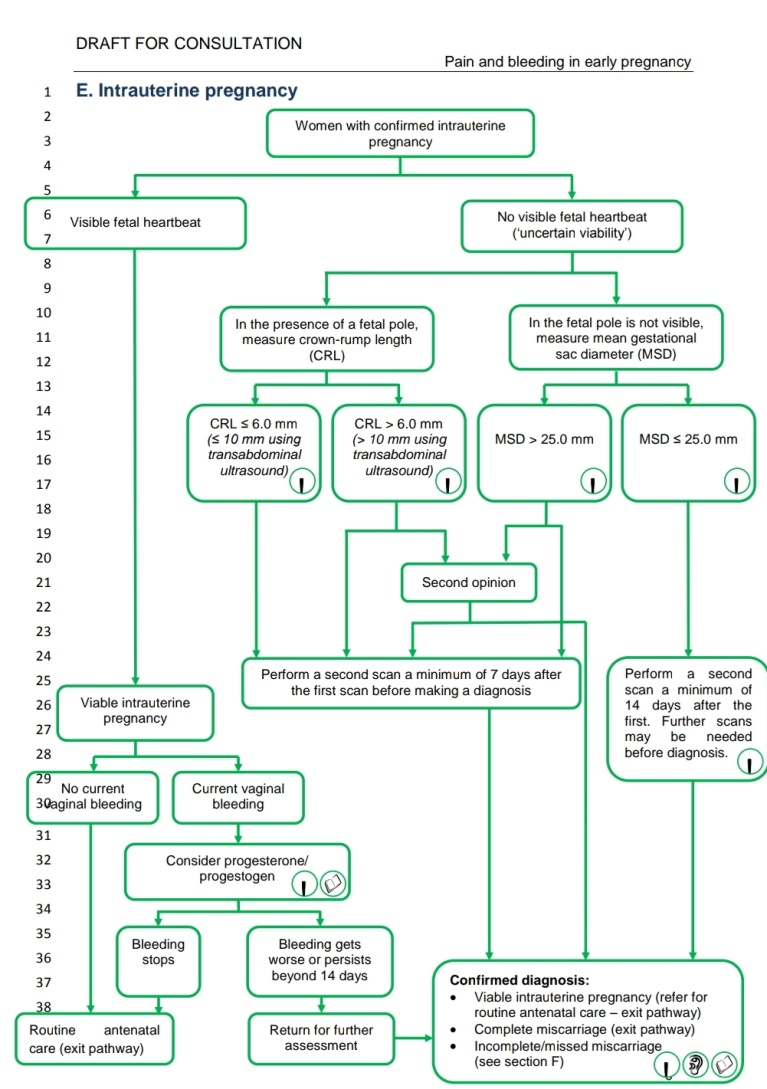 DRAFT FOR CONSULTATION
Pain and bleeding in early pregnancy
1
E. Intrauterine pregnancy
2
3
4
5
6
7
8
9
10
11
12
13
14
15
16
17
18
19
20
21
22
23
24
25
26
27
28
29
30
31
32
33
34
35
36
37
38
Women with confirmed intrauterine
pregnancy
Visible fetal heartbeat
No visible fetal heartbeat
(‘uncertain viability’)
In the presence of a fetal pole,
measure crown-rump length
(CRL)
In the fetal pole is not visible,
measure mean gestational
sac diameter (MSD)
CRL ≤ 6.0 mm
(≤ 10 mm using
transabdominal
ultrasound)
!
CRL > 6.0 mm
(> 10 mm using
transabdominal
ultrasound)
!
MSD > 25.0 mm
!
MSD ≤ 25.0 mm
!
Second opinion
Perform a second scan a minimum of 7 days after
the first scan before making a diagnosis
Perform a second
scan a minimum of
14 days after the
first. Further scans
may be needed
before diagnosis.
!
Viable intrauterine
pregnancy
No current
vaginal bleeding
Current vaginal
bleeding
Consider progesterone/
progestogen
!
Bleeding
stops
Bleeding gets
worse or persists
beyond 14 days
Routine antenatal
care (exit pathway)
Return for further
assessment
Confirmed diagnosis:
• Viable intrauterine pregnancy (refer for
routine antenatal care – exit pathway)
• Complete miscarriage (exit pathway)
• Incomplete/missed miscarriage
(see section F)
!